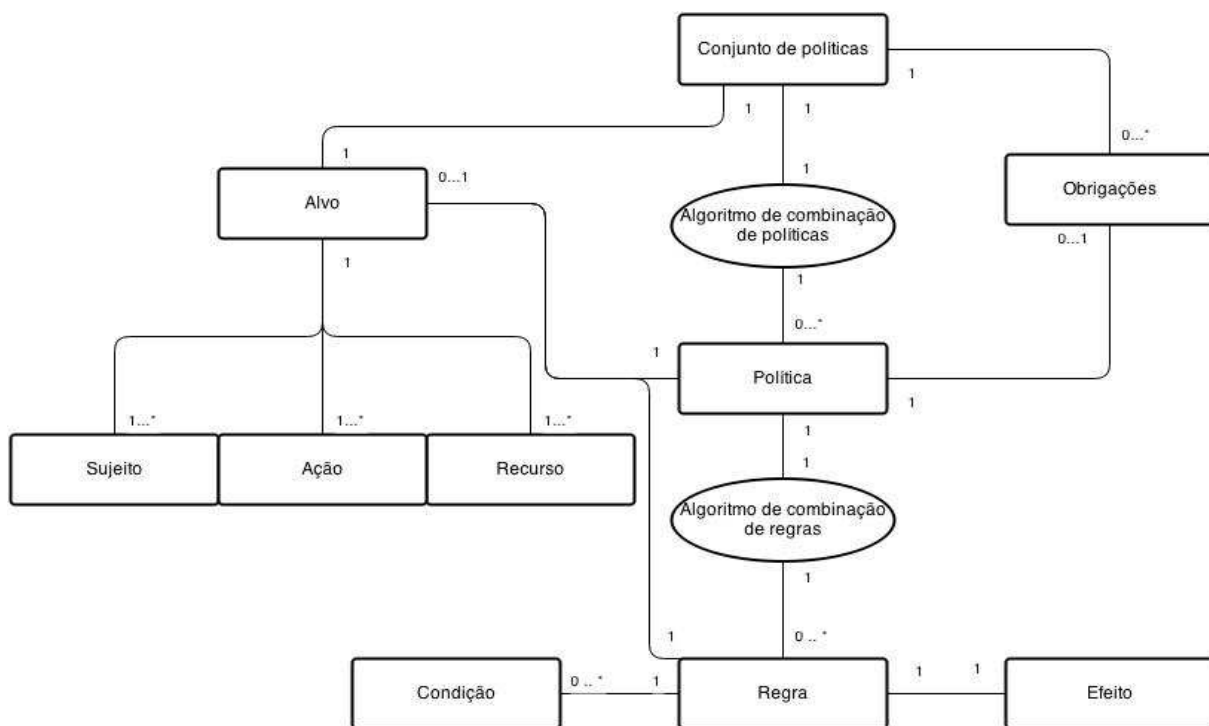 Conjunto de políticas
1
1
1
1
0...*
1
0...1
1
Alvo
Algoritmo de combinação
de políticas
Obrigações
0...1
1
1
0...*
1
Política
1
1...*
1...*
1...*
1
1
Sujeito
Ação
Recurso
Algoritmo de combinação
de regras
1
1
0 .. *
0 .. *
1
1
1
Condição
Regra
Efeito